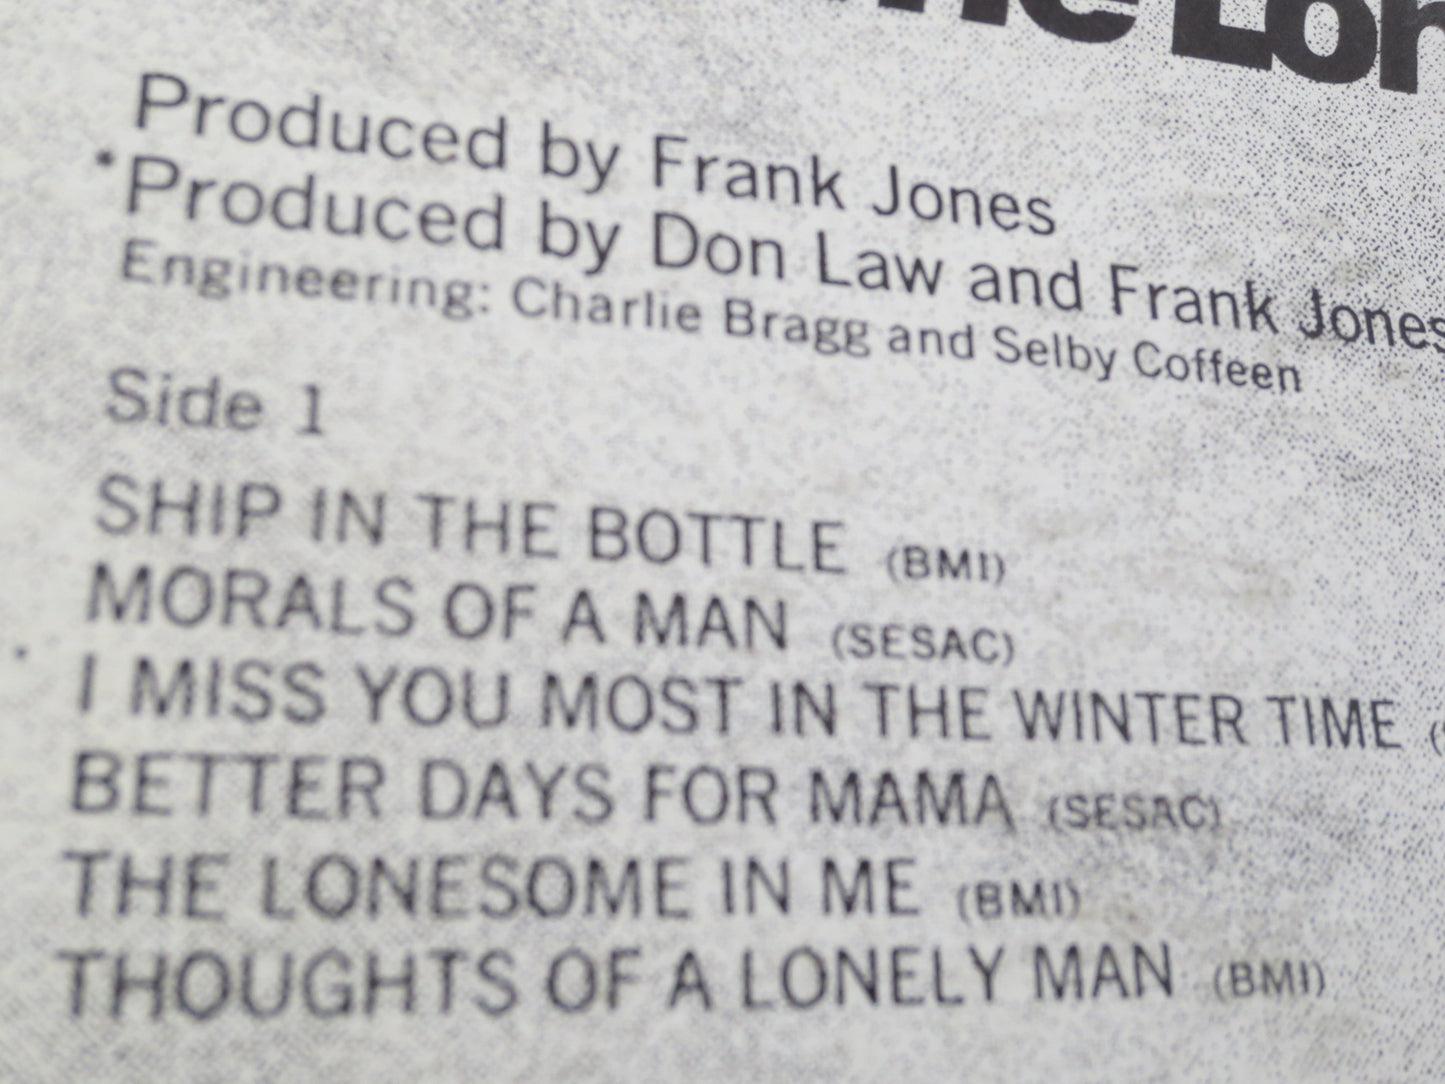 Produced by Frank Jones
*Produced by Don Law and Frank Jones
Engineering: Charlie Bragg and Selby Coffeen
Side 1
SHIP IN THE BOTTLE (BMI)
MORALS OF A MAN (SESAC)
* I MISS YOU MOST IN THE WINTER TIME
BETTER DAYS FOR MAMA (SESAC)
THE LONESOME IN ME (BMI)
THOUGHTS OF A LONELY MAN (BMI)